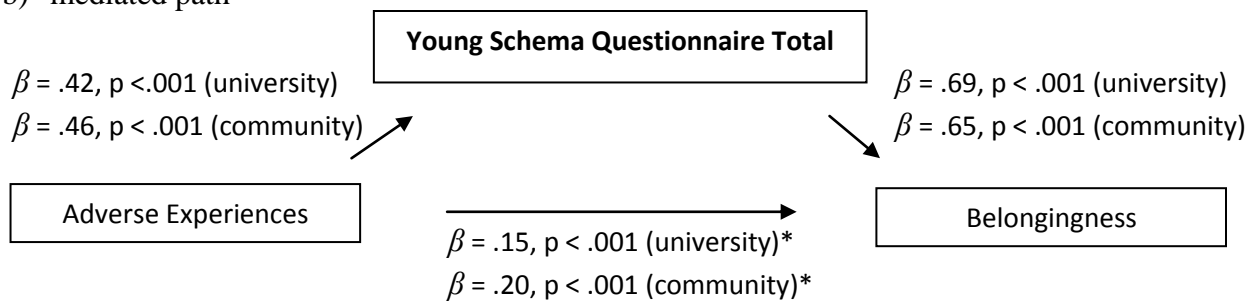 b) mediated path
Young Schema Questionnaire Total
β = .42, p <.001 (university)
β = .46, p < .001 (community)
β = .69, p < .001 (university)
β = .65, p < .001 (community)
Adverse Experiences
Belongingness
β = .15, p < .001 (university)*
β = .20, p < .001 (community)*